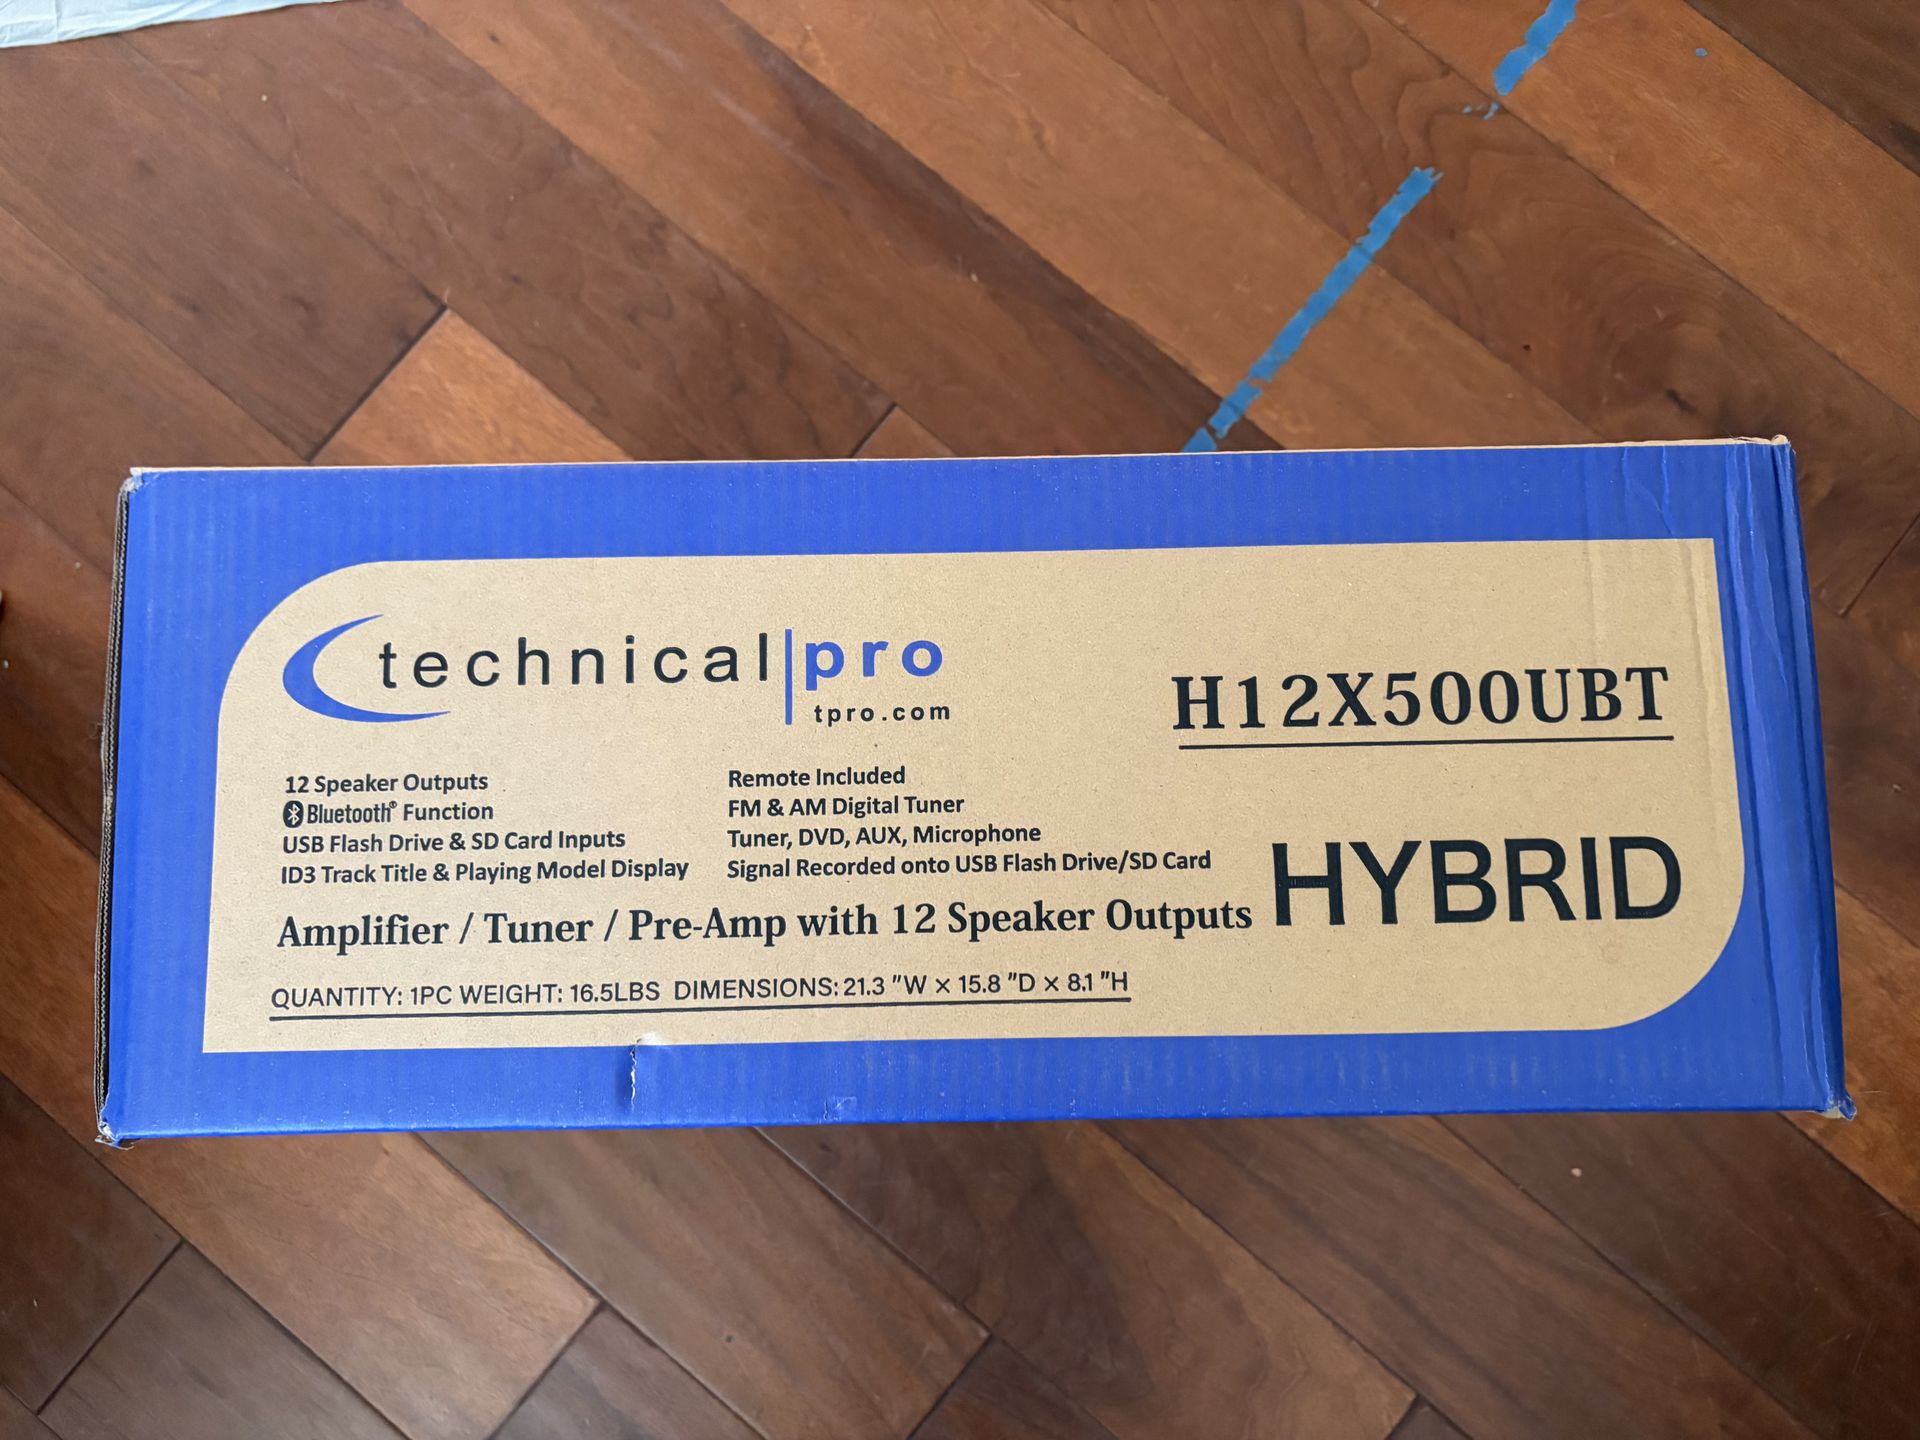 technical|pro
tpro.com
H12X500UBT
12 Speaker Outputs
Bluetooth® Function
USB Flash Drive & SD Card Inputs
ID3 Track Title & Playing Model Display
Remote Included
FM & AM Digital Tuner
Tuner, DVD, AUX, Microphone
Signal Recorded onto USB Flash Drive/SD Card
HYBRID
Amplifier / Tuner / Pre-Amp with 12 Speaker Outputs
QUANTITY: 1PC WEIGHT: 16.5LBS DIMENSIONS: 21.3 "W × 15.8 "D × 8.1 "H